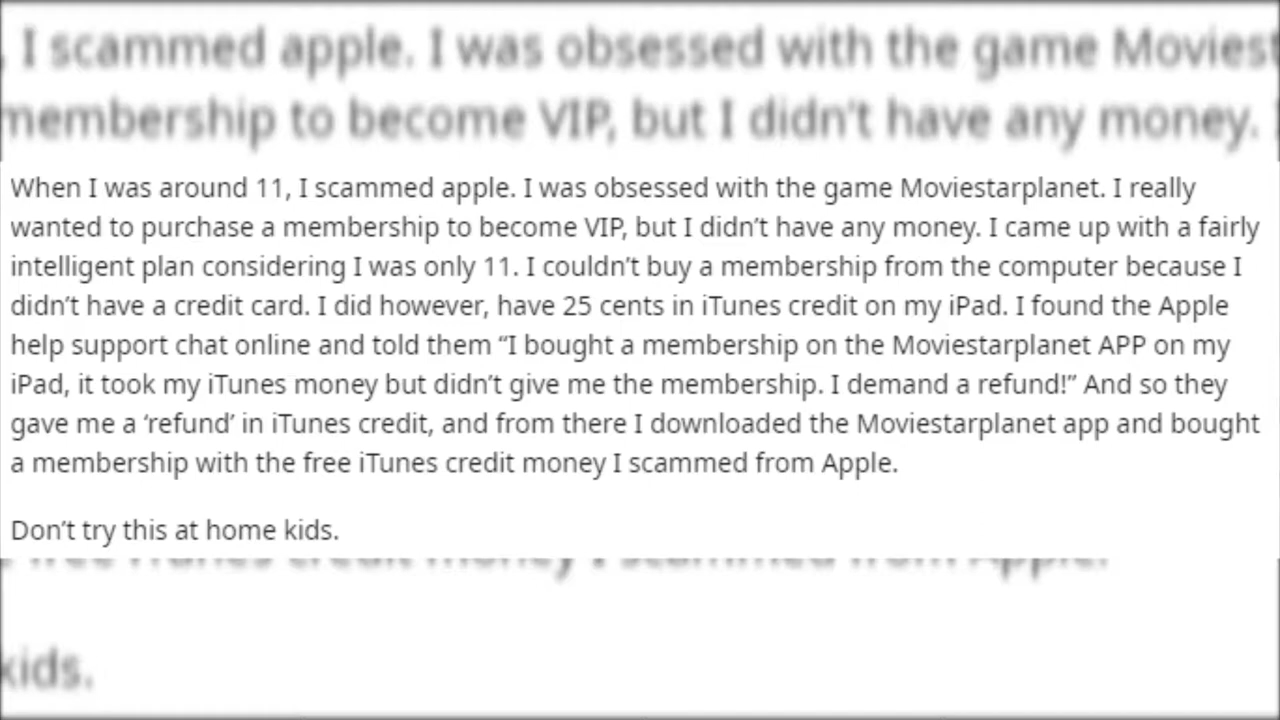 I scammed apple. I was obsessed with the game Moviest
membership to become VIP, but I didn't have any money.
When I was around 11, I scammed apple. I was obsessed with the game Moviestarplanet. I really
wanted to purchase a membership to become VIP, but I didn’t have any money. I came up with a fairly
intelligent plan considering I was only 11. I couldn’t buy a membership from the computer because I
didn’t have a credit card. I did however, have 25 cents in iTunes credit on my iPad. I found the Apple
help support chat online and told them “I bought a membership on the Moviestarplanet APP on my
iPad, it took my iTunes money but didn’t give me the membership. I demand a refund!” And so they
gave me a ‘refund’ in iTunes credit, and from there I downloaded the Moviestarplanet app and bought
a membership with the free iTunes credit money I scammed from Apple.
Don’t try this at home kids.
free iTunes credit money I scammed from Apple.
kids.